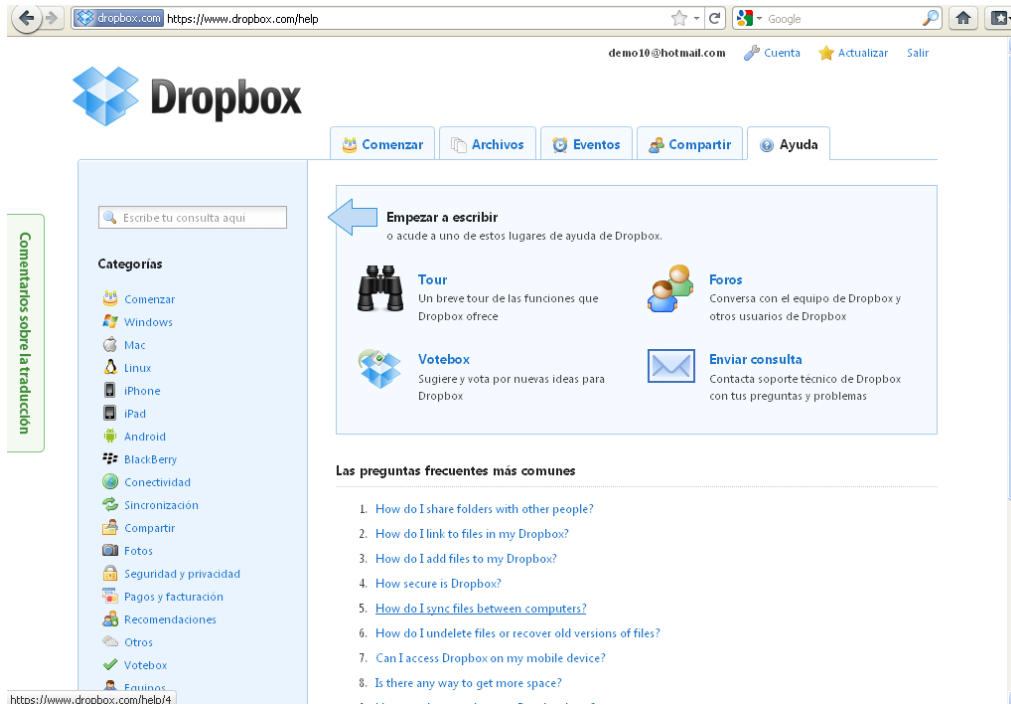 dropbox.com https://www.dropbox.com/help
Google
demo10@hotmail.com Cuenta Actualizar Salir
Dropbox
Comenzar Archivos Eventos Compartir Ayuda
Escribe tu consulta aquí
Categorías
Comenzar
Windows
Mac
Linux
iPhone
iPad
Android
BlackBerry
Conectividad
Sincronización
Compartir
Fotos
Seguridad y privacidad
Pagos y facturación
Recomendaciones
Otros
Votebox
Equipos
Comentarios sobre la traducción
Empezar a escribir
o acude a uno de estos lugares de ayuda de Dropbox.
Tour
Un breve tour de las funciones que
Dropbox ofrece
Foros
Conversa con el equipo de Dropbox y
otros usuarios de Dropbox
Votebox
Sugiere y vota por nuevas ideas para
Dropbox
Enviar consulta
Contacta soporte técnico de Dropbox
con tus preguntas y problemas
Las preguntas frecuentes más comunes
1. How do I share folders with other people?
2. How do I link to files in my Dropbox?
3. How do I add files to my Dropbox?
4. How secure is Dropbox?
5. How do I sync files between computers?
6. How do I undelete files or recover old versions of files?
7. Can I access Dropbox on my mobile device?
8. Is there any way to get more space?
https://www.dropbox.com/help/4